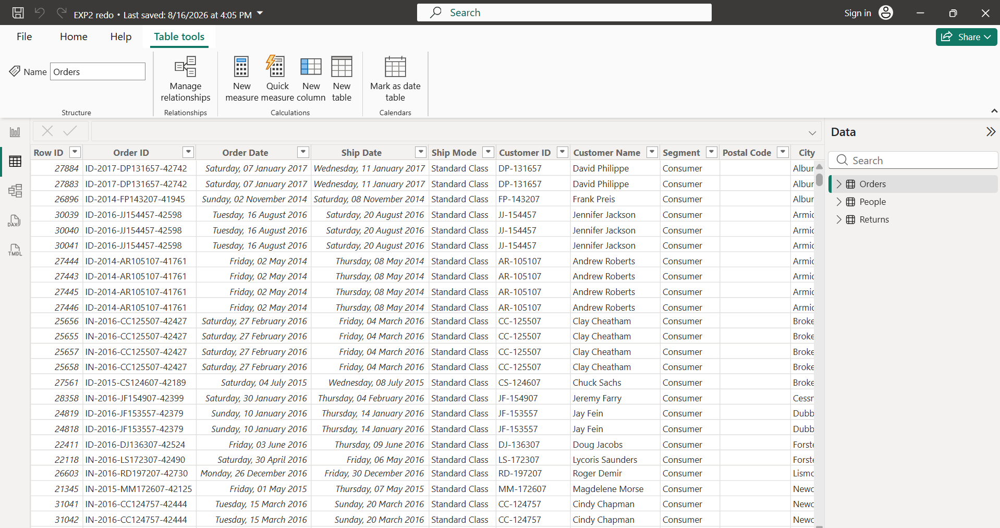 EXP2 redo • Last saved: 8/16/2026 at 4:05 PM
Search
Sign in
File Home Help Table tools
Share
Name Orders
Manage relationships
New measure
Quick measure
New column
New table
Mark as date table
Structure Relationships Calculations Calendars
Data
Search
Orders
People
Returns
DAX
TMDL
Row ID Order ID Order Date Ship Date Ship Mode Customer ID Customer Name Segment Postal Code City
27884 ID-2017-DP131657-42742 Saturday, 07 January 2017 Wednesday, 11 January 2017 Standard Class DP-131657 David Philippe Consumer Albur
27883 ID-2017-DP131657-42742 Saturday, 07 January 2017 Wednesday, 11 January 2017 Standard Class DP-131657 David Philippe Consumer Albur
26896 ID-2014-FP143207-41945 Sunday, 02 November 2014 Saturday, 08 November 2014 Standard Class FP-143207 Frank Preis Consumer Albur
30039 ID-2016-JJ154457-42598 Tuesday, 16 August 2016 Saturday, 20 August 2016 Standard Class JJ-154457 Jennifer Jackson Consumer Armic
30040 ID-2016-JJ154457-42598 Tuesday, 16 August 2016 Saturday, 20 August 2016 Standard Class JJ-154457 Jennifer Jackson Consumer Armic
30041 ID-2016-JJ154457-42598 Tuesday, 16 August 2016 Saturday, 20 August 2016 Standard Class JJ-154457 Jennifer Jackson Consumer Armic
27444 ID-2014-AR105107-41761 Friday, 02 May 2014 Thursday, 08 May 2014 Standard Class AR-105107 Andrew Roberts Consumer Armic
27443 ID-2014-AR105107-41761 Friday, 02 May 2014 Thursday, 08 May 2014 Standard Class AR-105107 Andrew Roberts Consumer Armic
27445 ID-2014-AR105107-41761 Friday, 02 May 2014 Thursday, 08 May 2014 Standard Class AR-105107 Andrew Roberts Consumer Armic
27446 ID-2014-AR105107-41761 Friday, 02 May 2014 Thursday, 08 May 2014 Standard Class AR-105107 Andrew Roberts Consumer Armic
25656 IN-2016-CC125507-42427 Saturday, 27 February 2016 Friday, 04 March 2016 Standard Class CC-125507 Clay Cheatham Consumer Broke
25655 IN-2016-CC125507-42427 Saturday, 27 February 2016 Friday, 04 March 2016 Standard Class CC-125507 Clay Cheatham Consumer Broke
25657 IN-2016-CC125507-42427 Saturday, 27 February 2016 Friday, 04 March 2016 Standard Class CC-125507 Clay Cheatham Consumer Broke
25658 IN-2016-CC125507-42427 Saturday, 27 February 2016 Friday, 04 March 2016 Standard Class CC-125507 Clay Cheatham Consumer Broke
27561 ID-2015-CS124607-42189 Saturday, 04 July 2015 Wednesday, 08 July 2015 Standard Class CS-124607 Chuck Sachs Consumer Broke
28358 IN-2016-JF154907-42399 Saturday, 30 January 2016 Thursday, 04 February 2016 Standard Class JF-154907 Jeremy Farry Consumer Cessr
24819 ID-2016-JF153557-42379 Sunday, 10 January 2016 Thursday, 14 January 2016 Standard Class JF-153557 Jay Fein Consumer Dubb
24818 ID-2016-JF153557-42379 Sunday, 10 January 2016 Thursday, 14 January 2016 Standard Class JF-153557 Jay Fein Consumer Dubb
22411 ID-2016-DJ136307-42524 Friday, 03 June 2016 Thursday, 09 June 2016 Standard Class DJ-136307 Doug Jacobs Consumer Forste
22118 IN-2016-LS172307-42490 Saturday, 30 April 2016 Friday, 06 May 2016 Standard Class LS-172307 Lycoris Saunders Consumer Forste
26603 IN-2016-RD197207-42730 Monday, 26 December 2016 Friday, 30 December 2016 Standard Class RD-197207 Roger Demir Consumer Lismo
21345 IN-2015-MM172607-42125 Friday, 01 May 2015 Thursday, 07 May 2015 Standard Class MM-172607 Magdelene Morse Consumer Newc
31041 IN-2016-CC124757-42444 Tuesday, 15 March 2016 Sunday, 20 March 2016 Standard Class CC-124757 Cindy Chapman Consumer Newc
31042 IN-2016-CC124757-42444 Tuesday, 15 March 2016 Sunday, 20 March 2016 Standard Class CC-124757 Cindy Chapman Consumer Newc